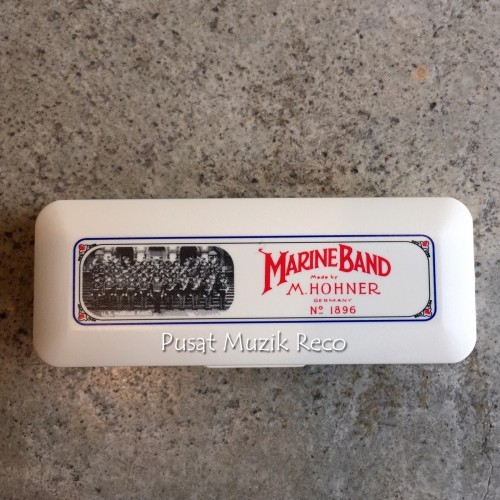 MARINE BAND
Made by
M. HOHNER
GERMANY
Nº 1896
Pusat Muzik Reco